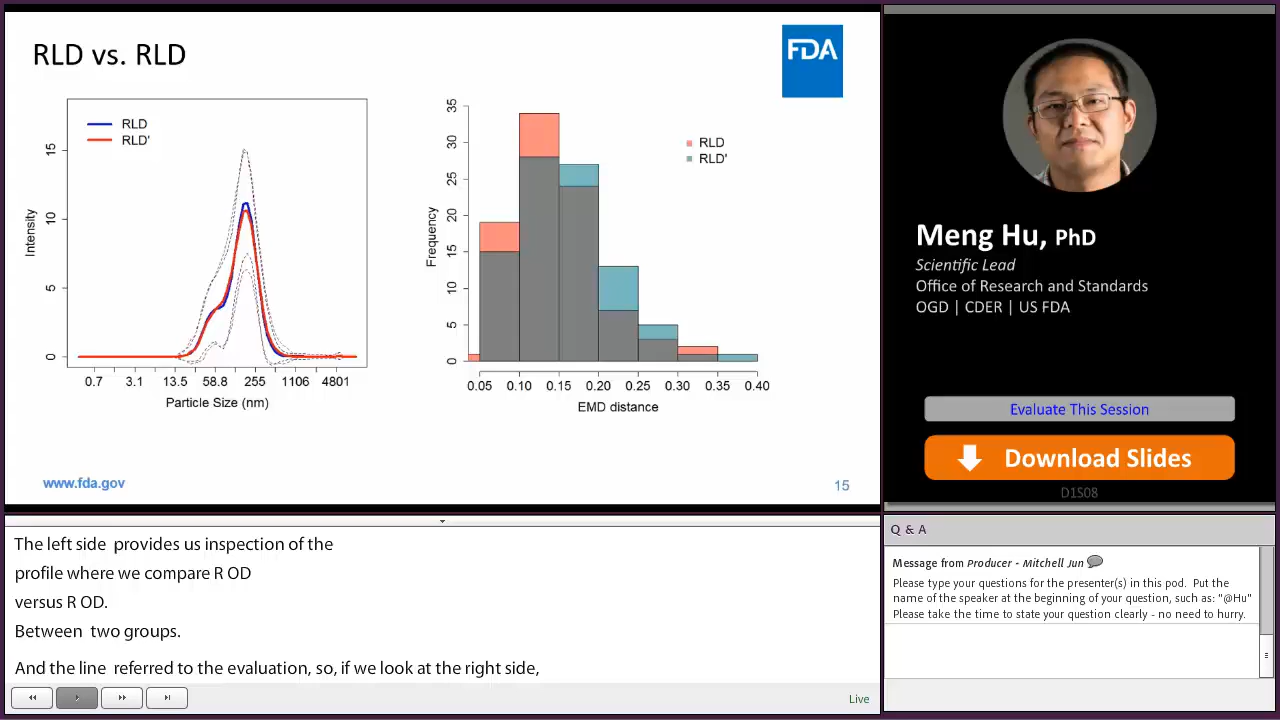 RLD vs. RLD
FDA
RLD
RLD'
15
10
5
0
Intensity
0.7 3.1 13.5 58.8 255 1106 4801
Particle Size (nm)
35
30
25
20
15
10
5
0
Frequency
RLD
RLD'
0.05 0.10 0.15 0.20 0.25 0.30 0.35 0.40
EMD distance
www.fda.gov
15
Meng Hu, PhD
Scientific Lead
Office of Research and Standards
OGD | CDER | US FDA
Evaluate This Session
Download Slides
D1S08
The left side provides us inspection of the
profile where we compare R OD
versus R OD.
Between two groups.
And the line referred to the evaluation, so, if we look at the right side,
Live
Q & A
Message from Producer - Mitchell Jun
Please type your questions for the presenter(s) in this pod. Put the
name of the speaker at the beginning of your question, such as: "@Hu"
Please take the time to state your question clearly - no need to hurry.